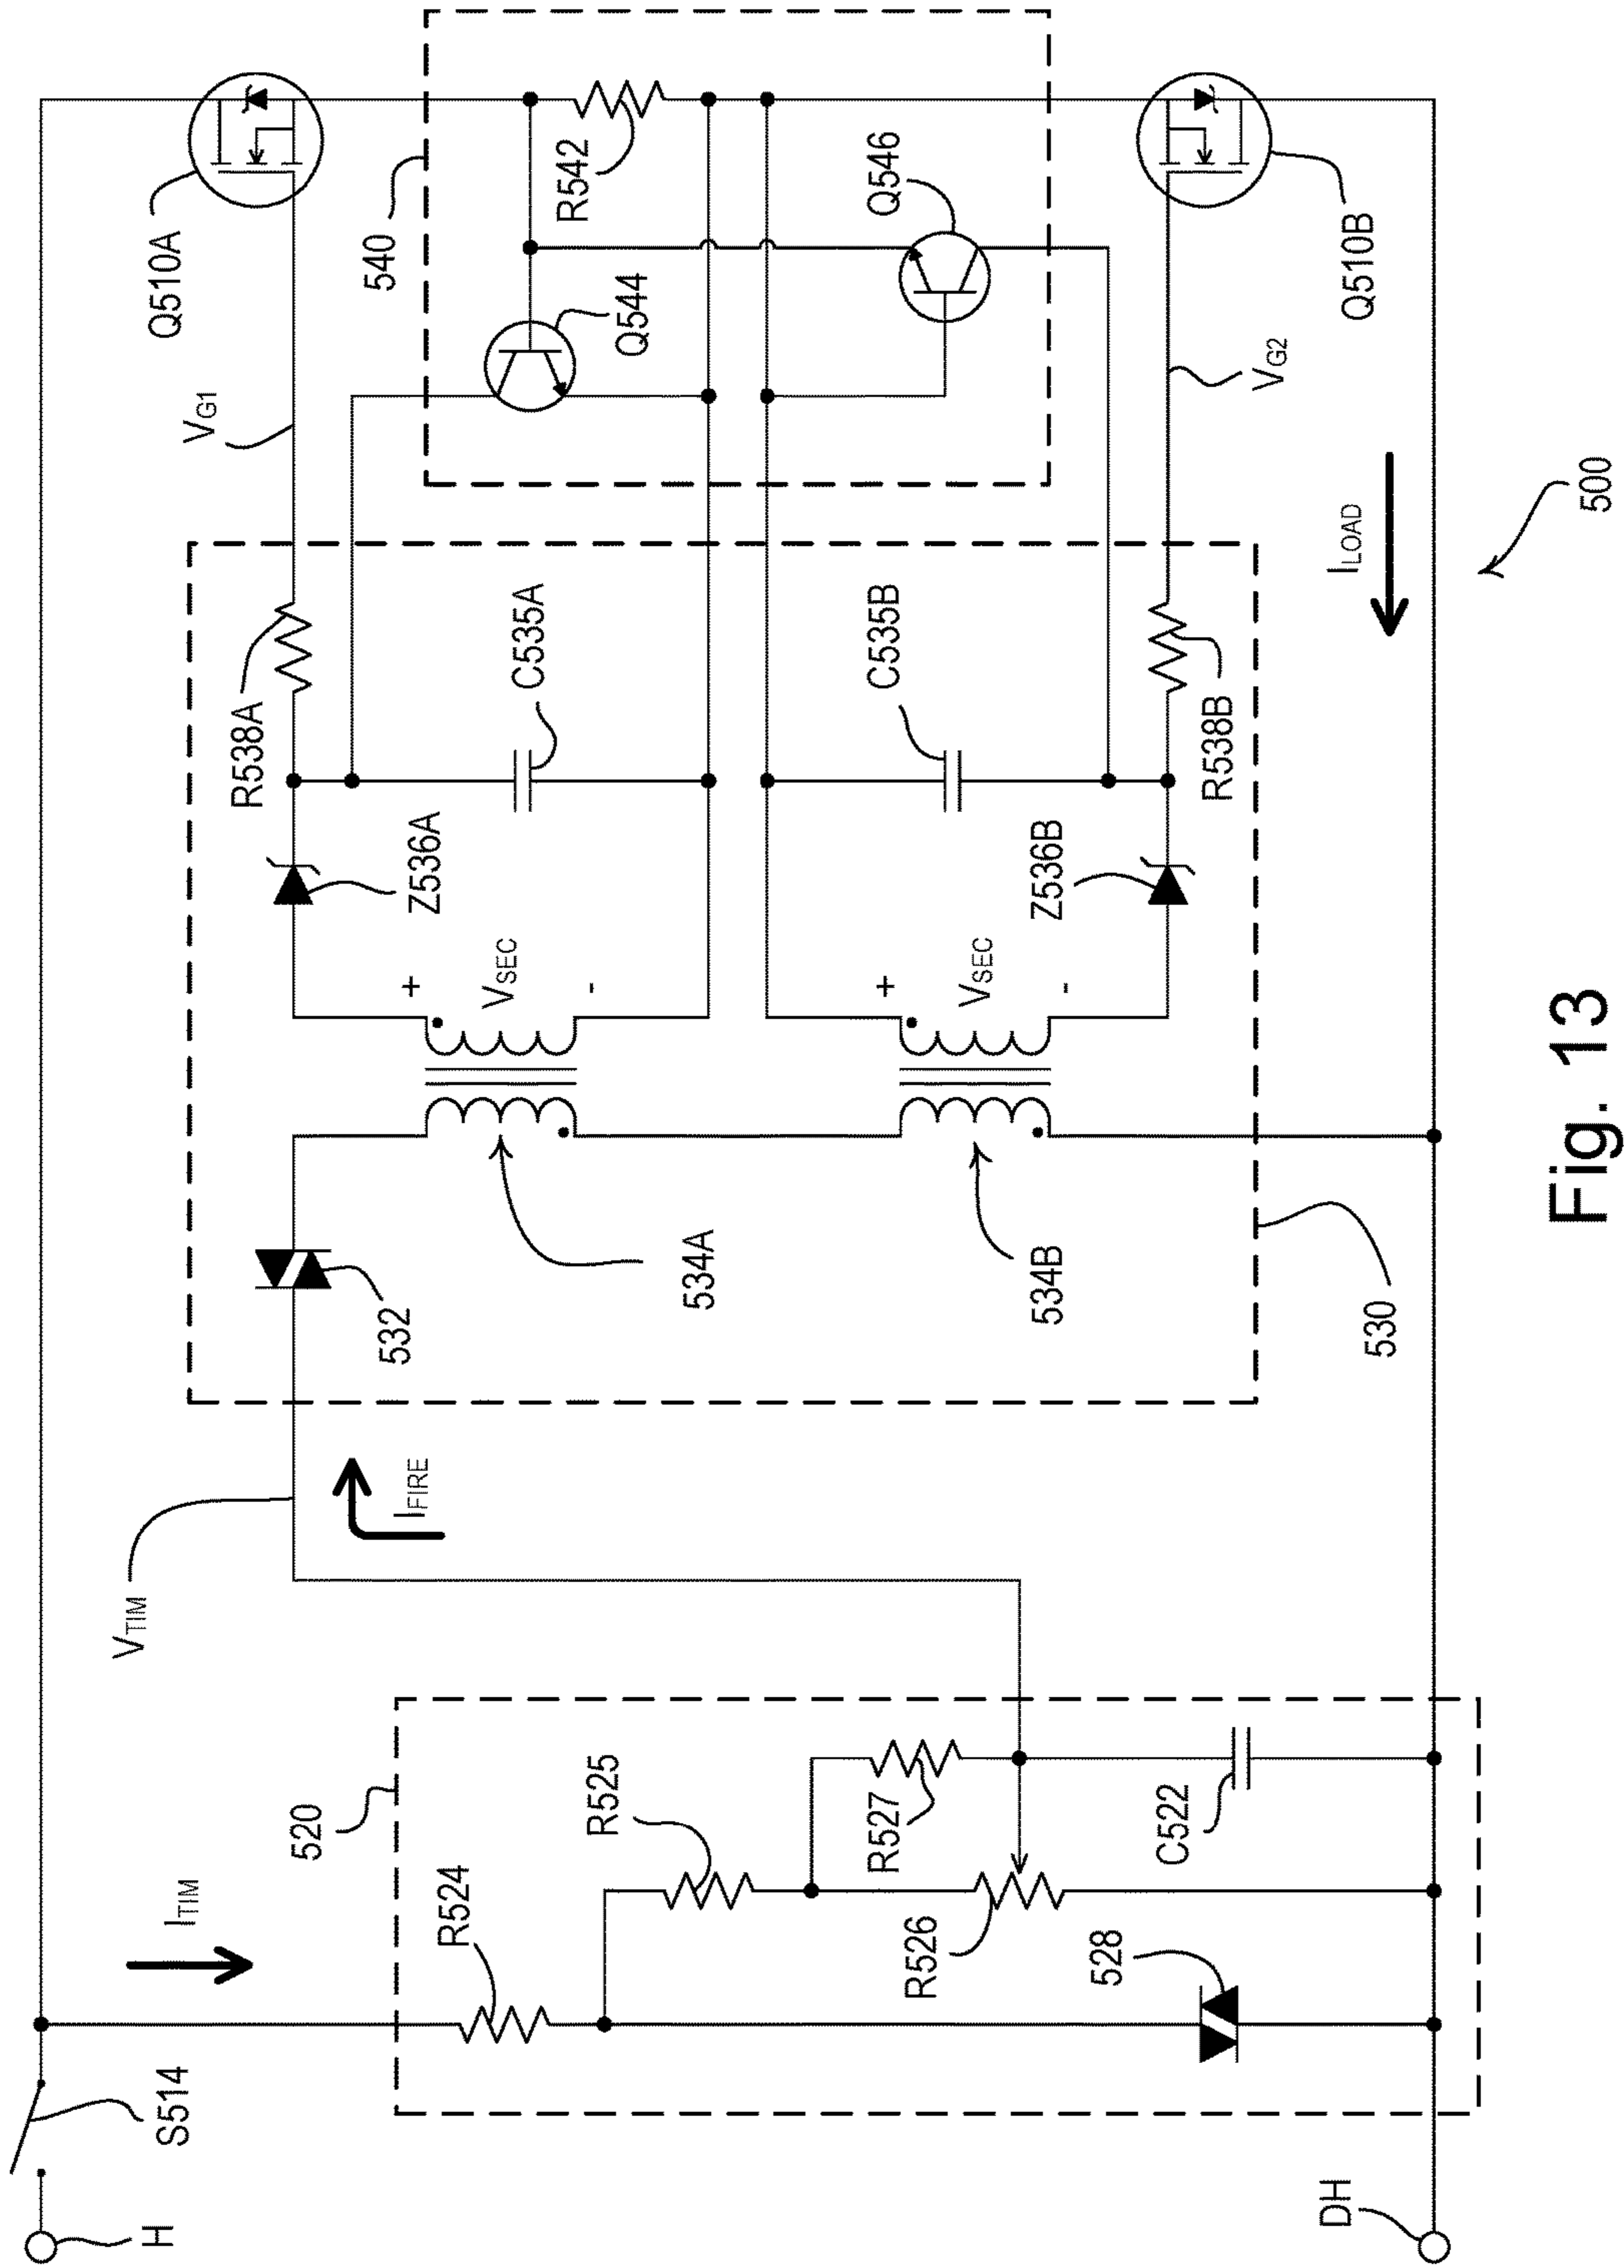 H
S514
ITIM
520
R524
R525
R526
R527
528
C522
DH
VTIM
IFIRE
530
532
534A
534B
+
VSEC
-
+
VSEC
-
Z536A
Z536B
C535A
C535B
R538A
R538B
VG1
VG2
ILOAD
540
Q544
R542
Q546
Q510A
Q510B
500
Fig. 13